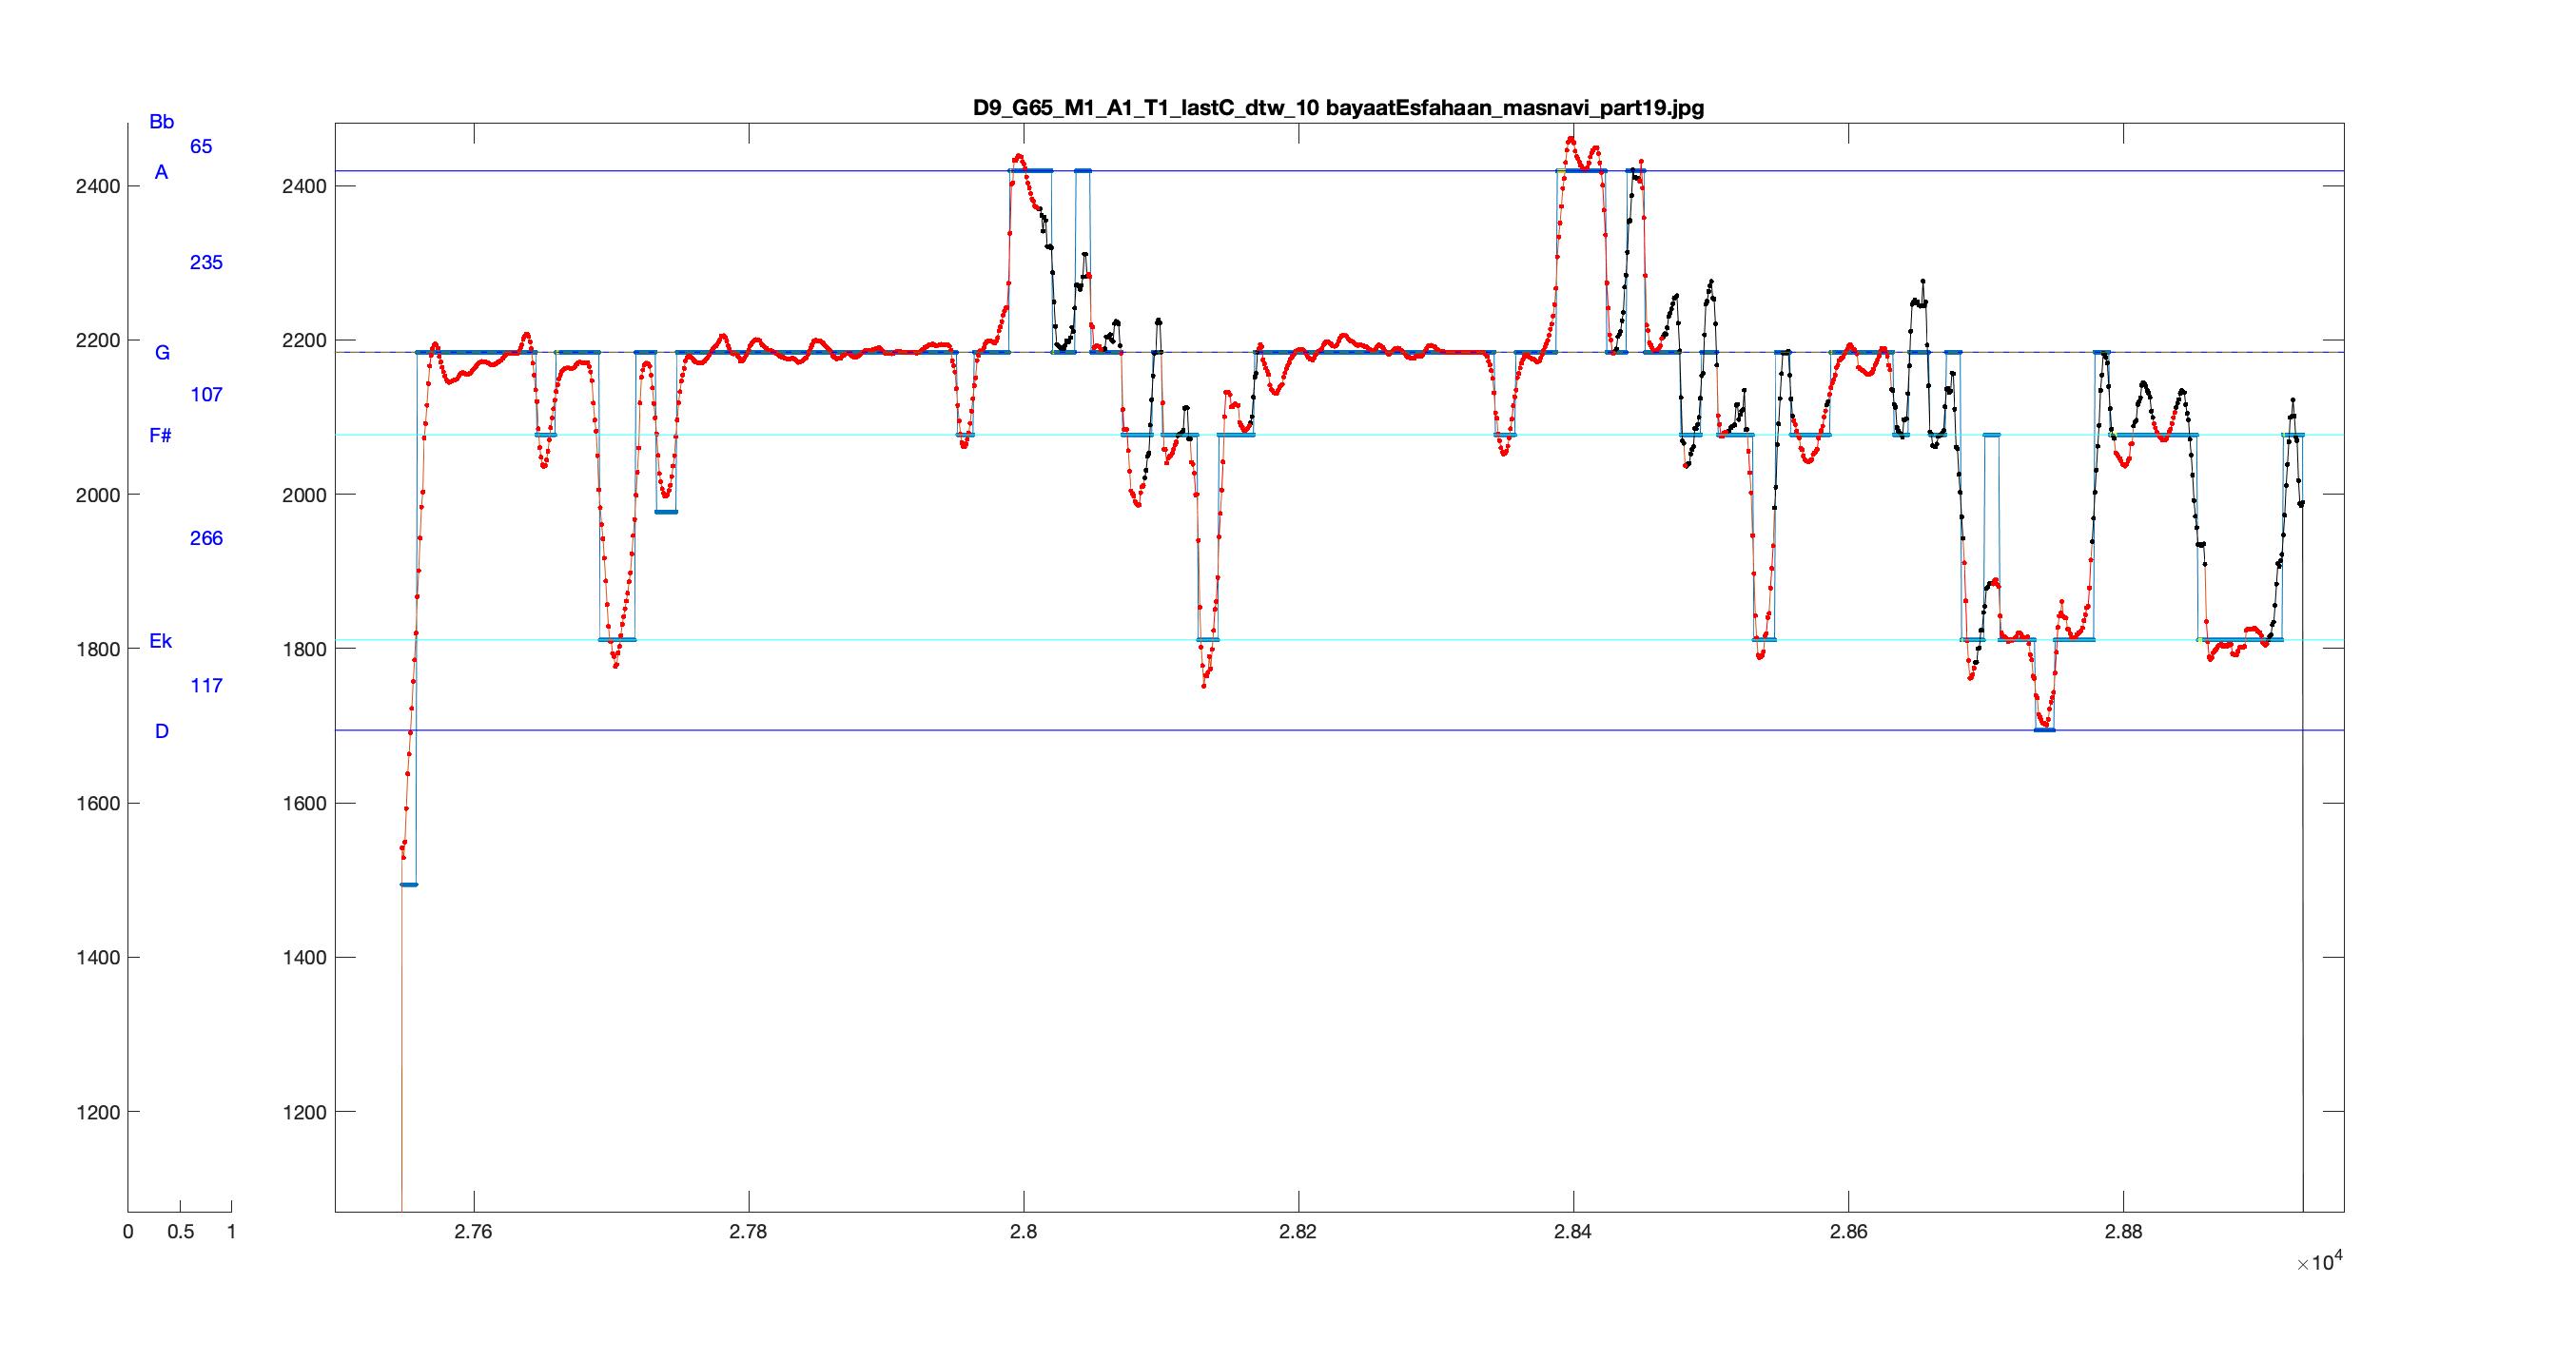 D9_G65_M1_A1_T1_lastC_dtw_10 bayaatEsfahaan_masnavi_part19.jpg
Bb
65
A
2400
2400
235
2200
2200
G
107
F#
2000
2000
266
Ek
1800
1800
117
D
1600
1600
1400
1400
1200
1200
0 0.5 1
2.76 2.78 2.8 2.82 2.84 2.86 2.88
×10⁴